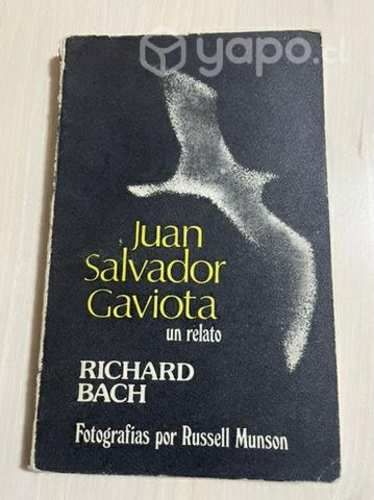 yapo.cl
Juan
Salvador
Gaviota
un relato
RICHARD
BACH
Fotografías por Russell Munson